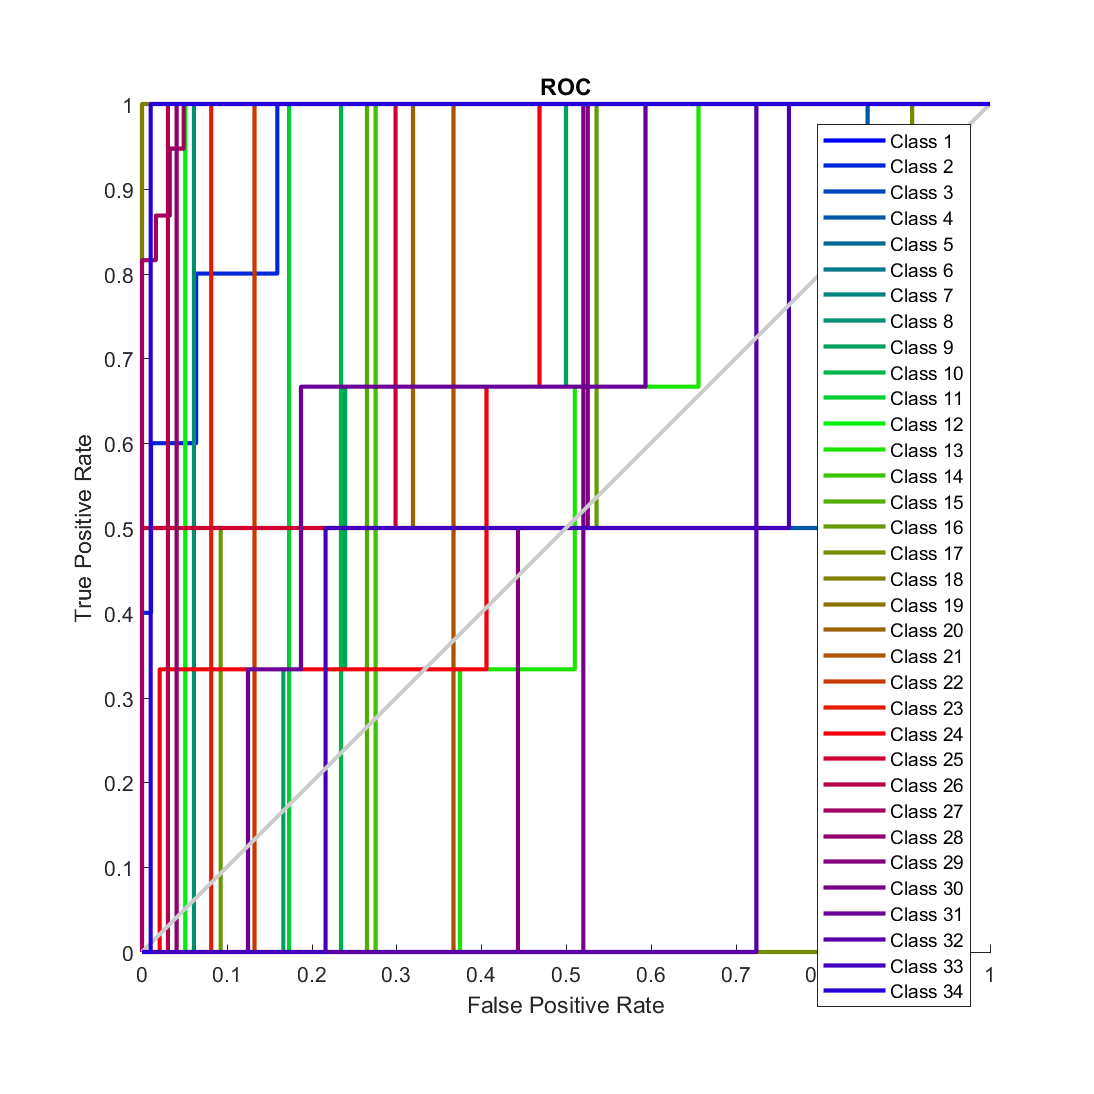 ROC
1
0.9
0.8
0.7
0.6
0.5
0.4
0.3
0.2
0.1
0
True Positive Rate
0 0.1 0.2 0.3 0.4 0.5 0.6 0.7 1
False Positive Rate
Class 1
Class 2
Class 3
Class 4
Class 5
Class 6
Class 7
Class 8
Class 9
Class 10
Class 11
Class 12
Class 13
Class 14
Class 15
Class 16
Class 17
Class 18
Class 19
Class 20
Class 21
Class 22
Class 23
Class 24
Class 25
Class 26
Class 27
Class 28
Class 29
Class 30
Class 31
Class 32
Class 33
Class 34